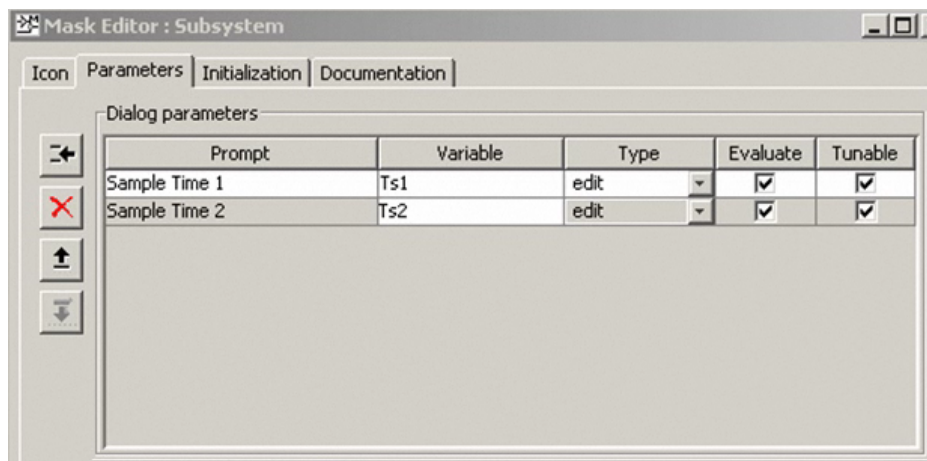 Mask Editor : Subsystem
Icon Parameters Initialization Documentation
Dialog parameters
Prompt Variable Type Evaluate Tunable
Sample Time 1 Ts1 edit
Sample Time 2 Ts2 edit